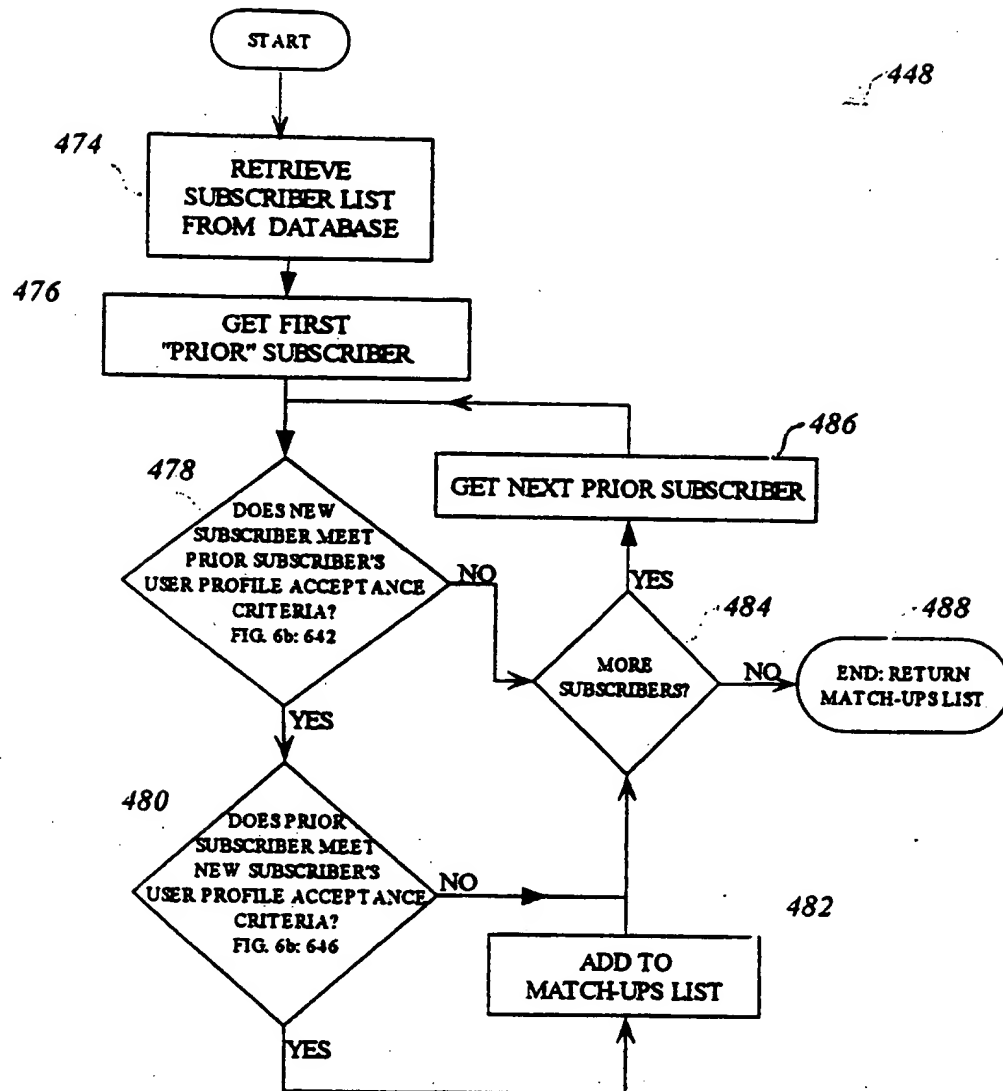 START
448
474
RETRIEVE
SUBSCRIBER LIST
FROM DATABASE
476
GET FIRST
"PRIOR" SUBSCRIBER
486
GET NEXT PRIOR SUBSCRIBER
478
DOES NEW
SUBSCRIBER MEET
PRIOR SUBSCRIBER'S
USER PROFILE ACCEPTANCE
CRITERIA?
FIG. 6b: 642
NO
YES
YES
484
MORE
SUBSCRIBERS?
NO
488
END: RETURN
MATCH-UPS LIST
480
DOES PRIOR
SUBSCRIBER MEET
NEW SUBSCRIBER'S
USER PROFILE ACCEPTANCE
CRITERIA?
FIG. 6b: 646
NO
YES
482
ADD TO
MATCH-UPS LIST